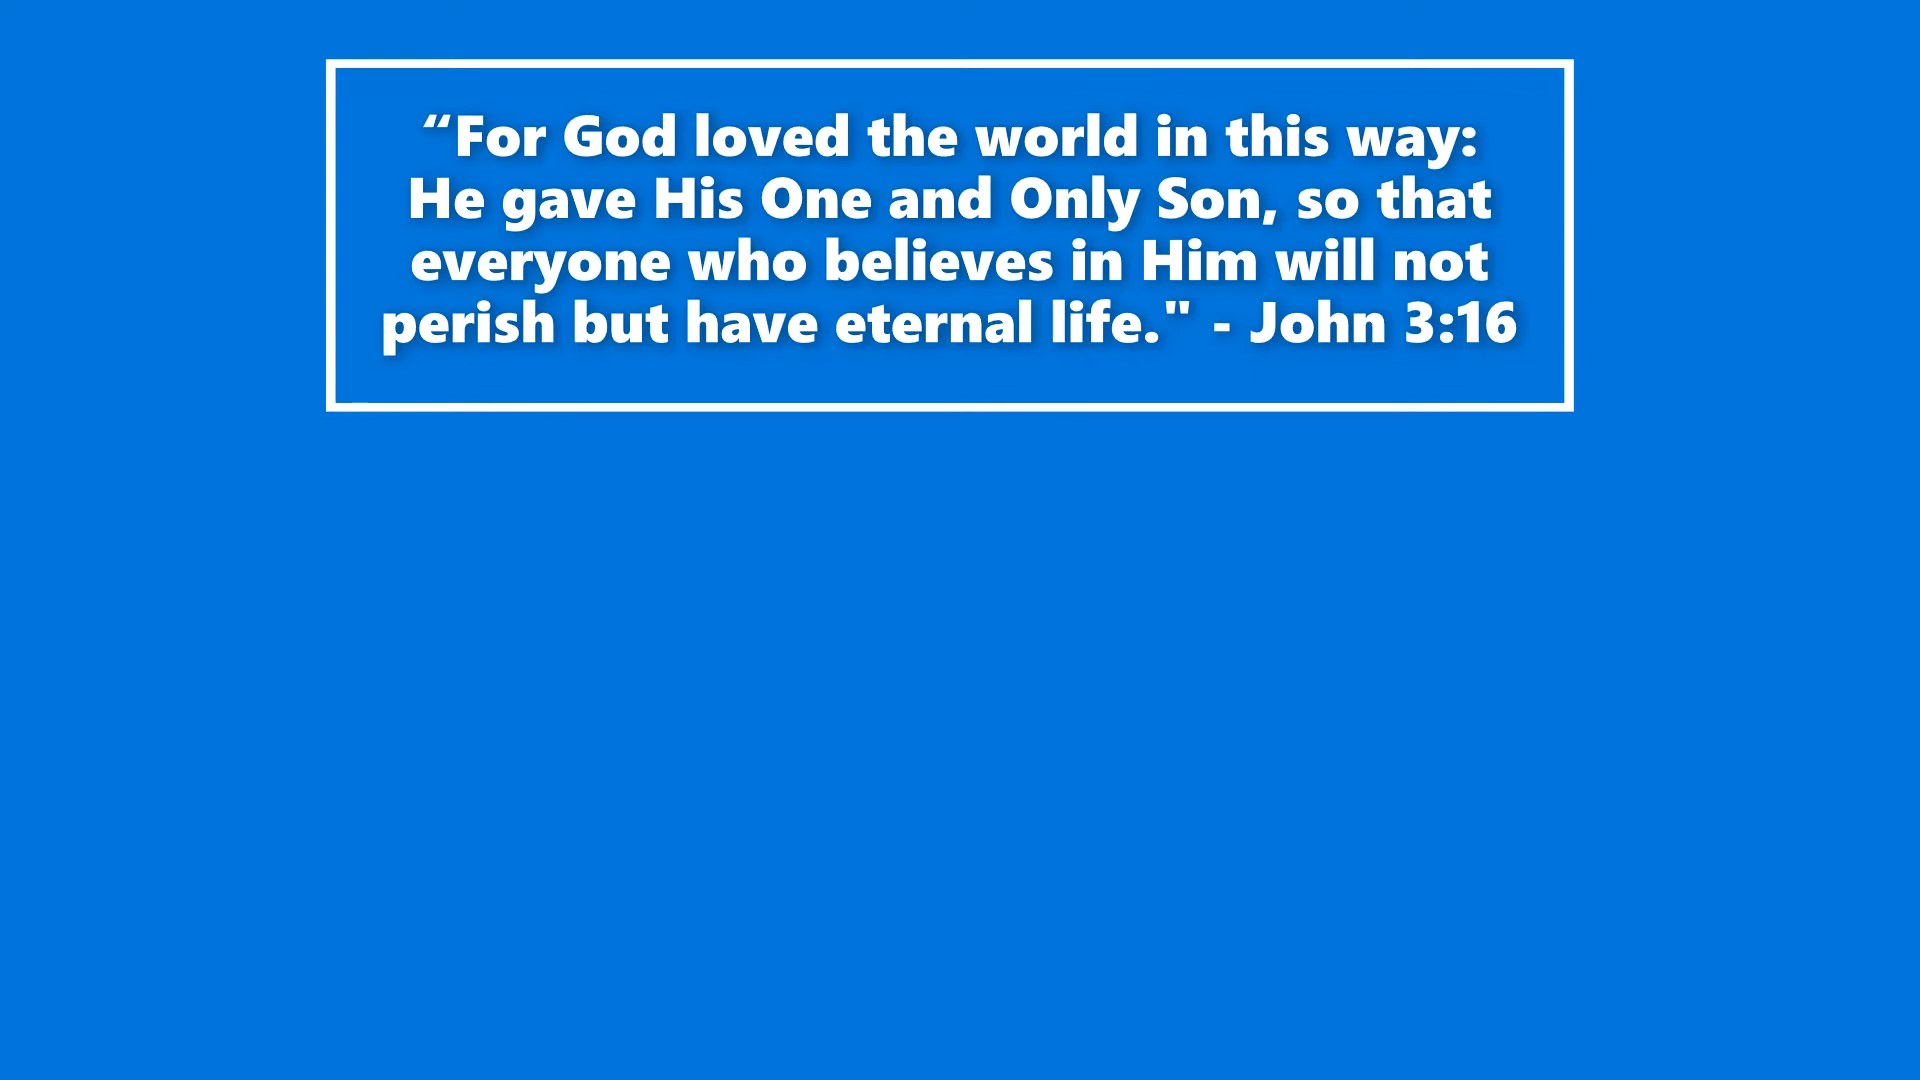 “For God loved the world in this way:
He gave His One and Only Son, so that
everyone who believes in Him will not
perish but have eternal life." - John 3:16